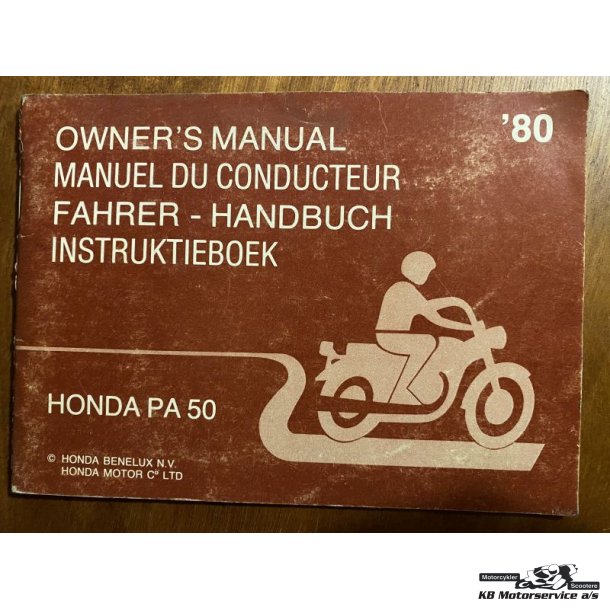 '80
OWNER'S MANUAL
MANUEL DU CONDUCTEUR
FAHRER - HANDBUCH
INSTRUKTIEBOEK
HONDA PA 50
© HONDA BENELUX N.V.
HONDA MOTOR Cº LTD
Motorcykler
Scootere
KB Motorservice a/s